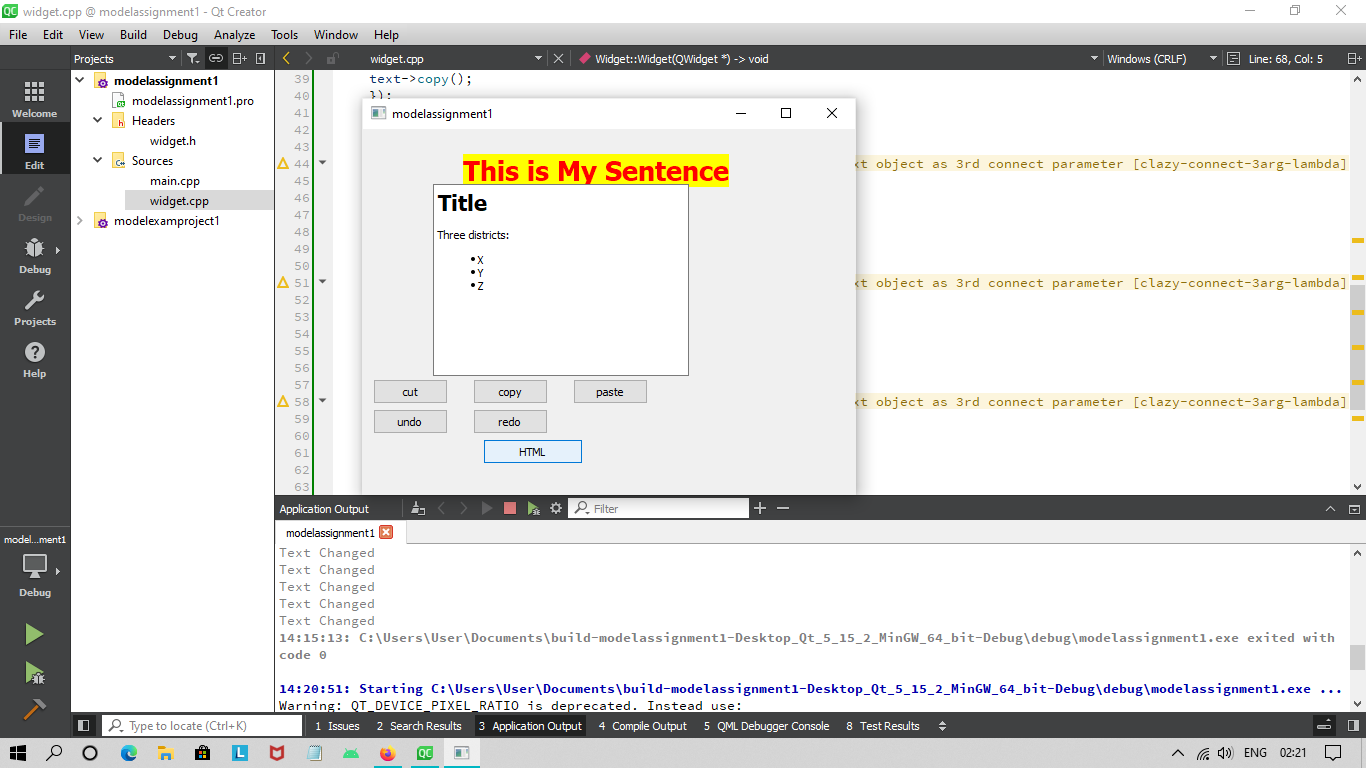 widget.cpp @ modelassignment1 - Qt Creator
File Edit View Build Debug Analyze Tools Window Help
Projects
widget.cpp
Widget::Widget(QWidget *) -> void
Windows (CRLF)
Line: 68, Col: 5
Welcome
Edit
Design
Debug
Projects
Help
model...ment1
Debug
modelassignment1
modelassignment1.pro
Headers
widget.h
Sources
main.cpp
widget.cpp
modelexamproject1
39 text->copy();
40 });
41
42
43
44 xt object as 3rd connect parameter [clazy-connect-3arg-lambda]
45
46
47
48
49
50
51 xt object as 3rd connect parameter [clazy-connect-3arg-lambda]
52
53
54
55
56
57
58 xt object as 3rd connect parameter [clazy-connect-3arg-lambda]
59
60
61
62
63
modelassignment1
This is My Sentence
Title
Three districts:
•X
•Y
•Z
cut copy paste
undo redo
HTML
Application Output
Filter
modelassignment1
Text Changed
Text Changed
Text Changed
Text Changed
Text Changed
14:15:13: C:\Users\User\Documents\build-modelassignment1-Desktop_Qt_5_15_2_MinGW_64_bit-Debug\debug\modelassignment1.exe exited with
code 0
14:20:51: Starting C:\Users\User\Documents\build-modelassignment1-Desktop_Qt_5_15_2_MinGW_64_bit-Debug\debug\modelassignment1.exe ...
Warning: QT_DEVICE_PIXEL_RATIO is deprecated. Instead use:
Type to locate (Ctrl+K)
1 Issues 2 Search Results 3 Application Output 4 Compile Output 5 QML Debugger Console 8 Test Results
ENG 02:21